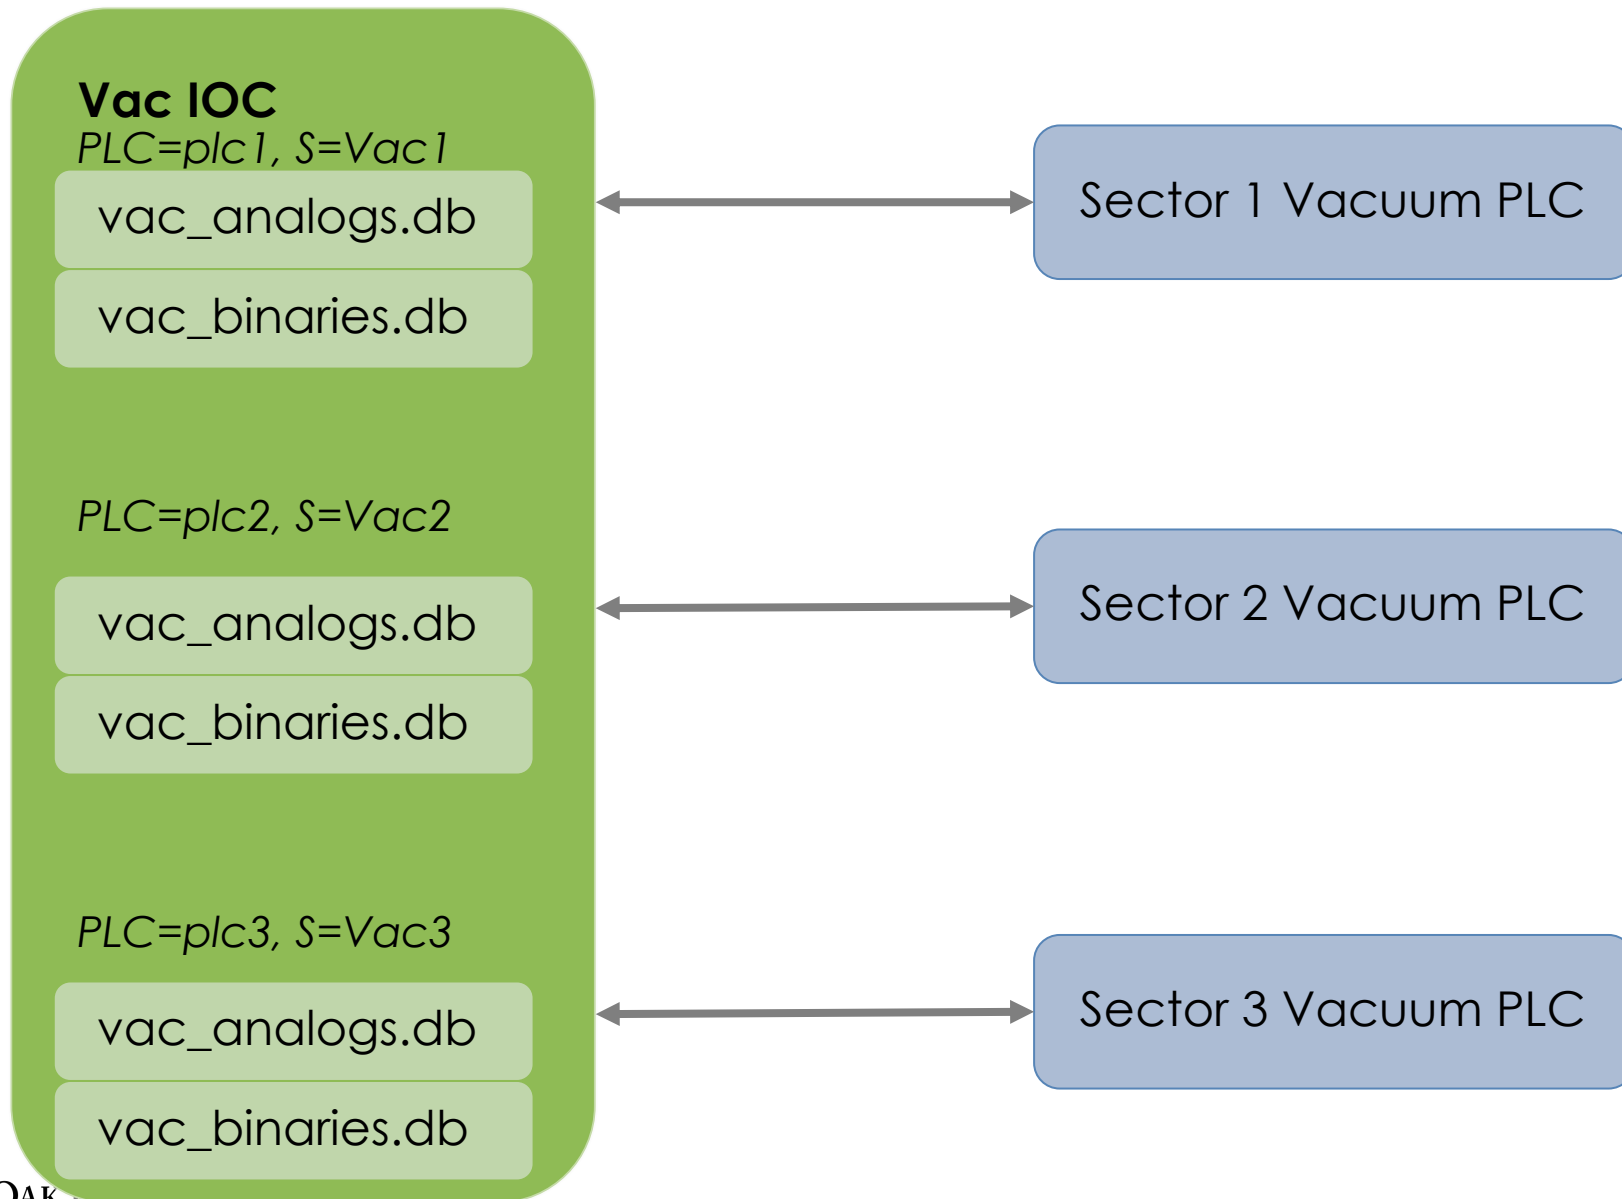 Vac IOC
PLC=plc1, S=Vac1
vac_analogs.db
vac_binaries.db
Sector 1 Vacuum PLC
PLC=plc2, S=Vac2
vac_analogs.db
vac_binaries.db
Sector 2 Vacuum PLC
PLC=plc3, S=Vac3
vac_analogs.db
vac_binaries.db
Sector 3 Vacuum PLC
OAK